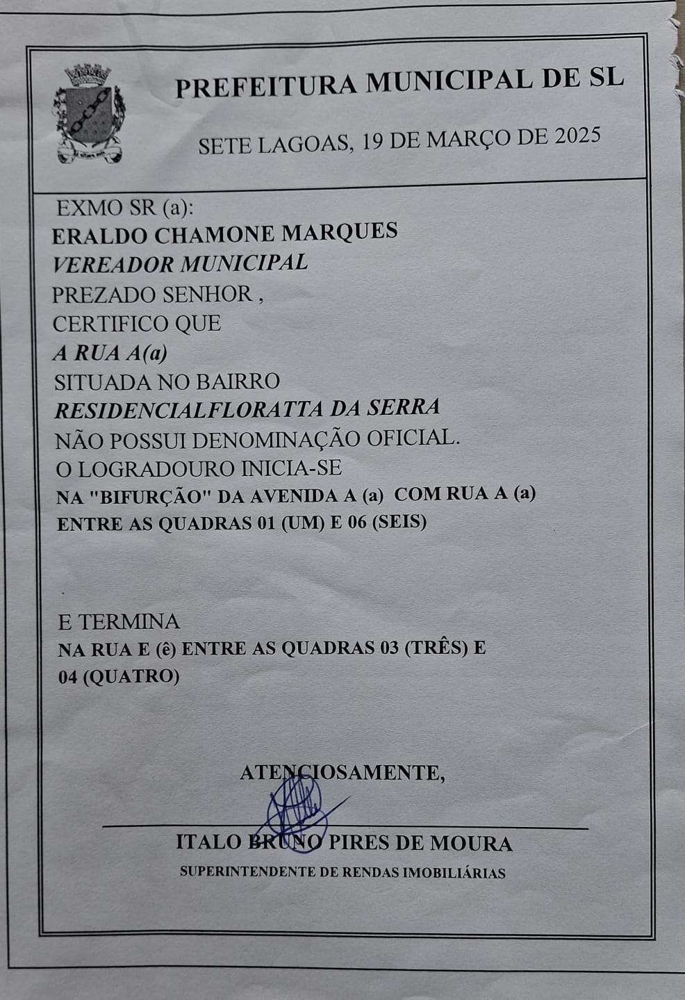 PREFEITURA MUNICIPAL DE SL
SETE LAGOAS, 19 DE MARÇO DE 2025
EXMO SR (a):
ERALDO CHAMONE MARQUES
VEREADOR MUNICIPAL
PREZADO SENHOR ,
CERTIFICO QUE
A RUA A(a)
SITUADA NO BAIRRO
RESIDENCIALFLORATTA DA SERRA
NÃO POSSUI DENOMINAÇÃO OFICIAL.
O LOGRADOURO INICIA-SE
NA "BIFURÇÃO" DA AVENIDA A (a) COM RUA A (a)
ENTRE AS QUADRAS 01 (UM) E 06 (SEIS)
E TERMINA
NA RUA E (ê) ENTRE AS QUADRAS 03 (TRÊS) E
04 (QUATRO)
ATENCIOSAMENTE,
ITALO BRUNO PIRES DE MOURA
SUPERINTENDENTE DE RENDAS IMOBILIÁRIAS